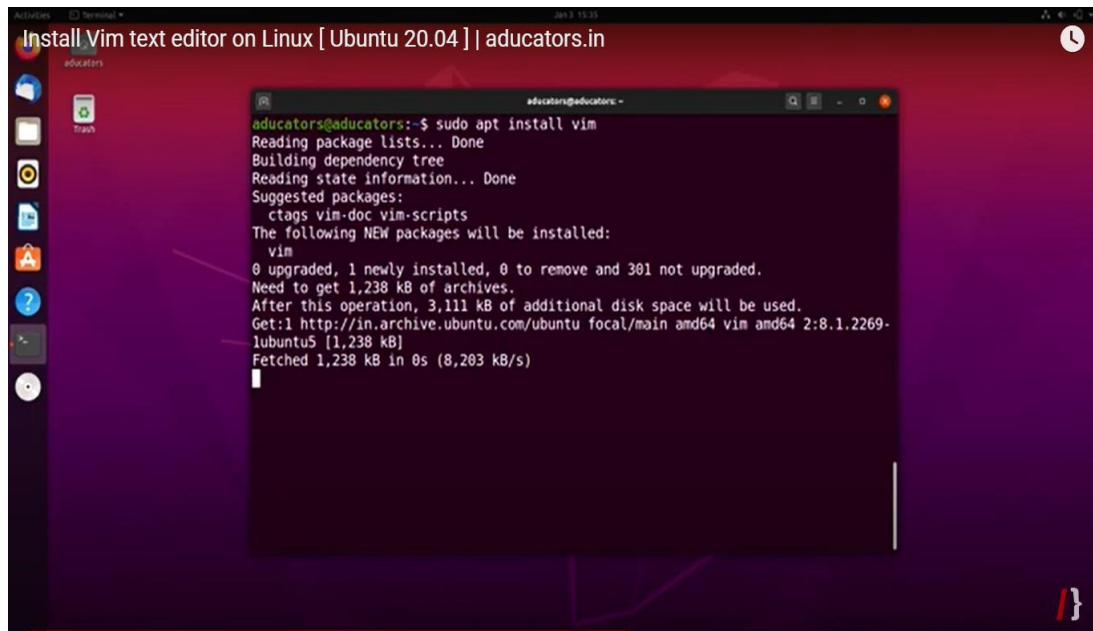 Activities Terminal Jan 3 15:35
Install Vim text editor on Linux [ Ubuntu 20.04 ] | aducators.in
aducators
Trash
aducators@aducators: ~
aducators@aducators:~$ sudo apt install vim
Reading package lists... Done
Building dependency tree
Reading state information... Done
Suggested packages:
ctags vim-doc vim-scripts
The following NEW packages will be installed:
vim
0 upgraded, 1 newly installed, 0 to remove and 301 not upgraded.
Need to get 1,238 kB of archives.
After this operation, 3,111 kB of additional disk space will be used.
Get:1 http://in.archive.ubuntu.com/ubuntu focal/main amd64 vim amd64 2:8.1.2269-
1ubuntu5 [1,238 kB]
Fetched 1,238 kB in 0s (8,203 kB/s)